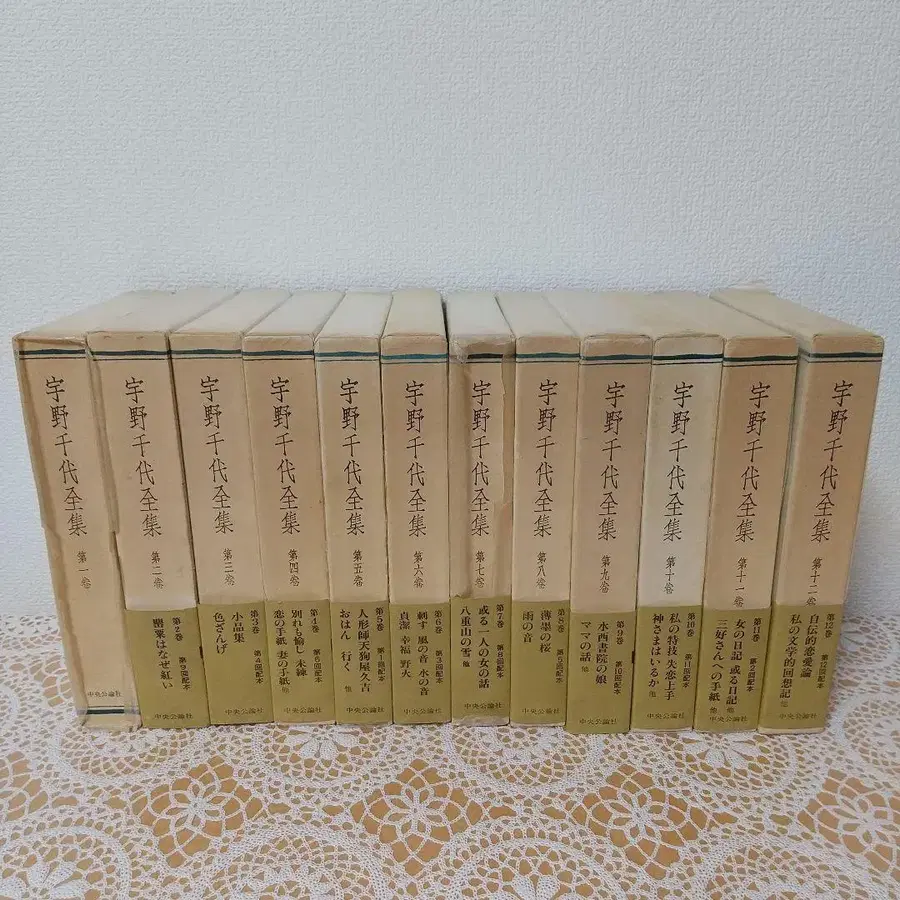 宇野千代全集
第一巻
中央公論社
宇野千代全集
第二巻
第2巻
第9回配本
罌粟はなぜ紅い
中央公論社
宇野千代全集
第三巻
第3巻
第4回配本
小品集
色ざんげ
中央公論社
宇野千代全集
第四巻
第4巻
第6回配本
別れも愉し 未練
恋の手紙 妻の手紙 他
中央公論社
宇野千代全集
第五巻
第5巻
第1回配本
人形師天狗屋久吉
おはん 行く 他
中央公論社
宇野千代全集
第六巻
第6巻
第3回配本
刺す 風の音 水の音
貞潔 幸福 野火
中央公論社
宇野千代全集
第七巻
第7巻
第8回配本
或る一人の女の話
八重山の雪 他
中央公論社
宇野千代全集
第八巻
第8巻
第5回配本
薄墨の桜
雨の音
中央公論社
宇野千代全集
第九巻
第9巻
第10回配本
水西書院の娘
ママの話 他
中央公論社
宇野千代全集
第十巻
第10巻
第11回配本
私の特技 失恋上手
神さまはいるか 他
中央公論社
宇野千代全集
第十一巻
第11巻
第2回配本
女の日記 或る日記
三好さんへの手紙 他
中央公論社
宇野千代全集
第十二巻
第12巻
第12回配本
自伝的恋愛論
私の文学的回想記 他
中央公論社